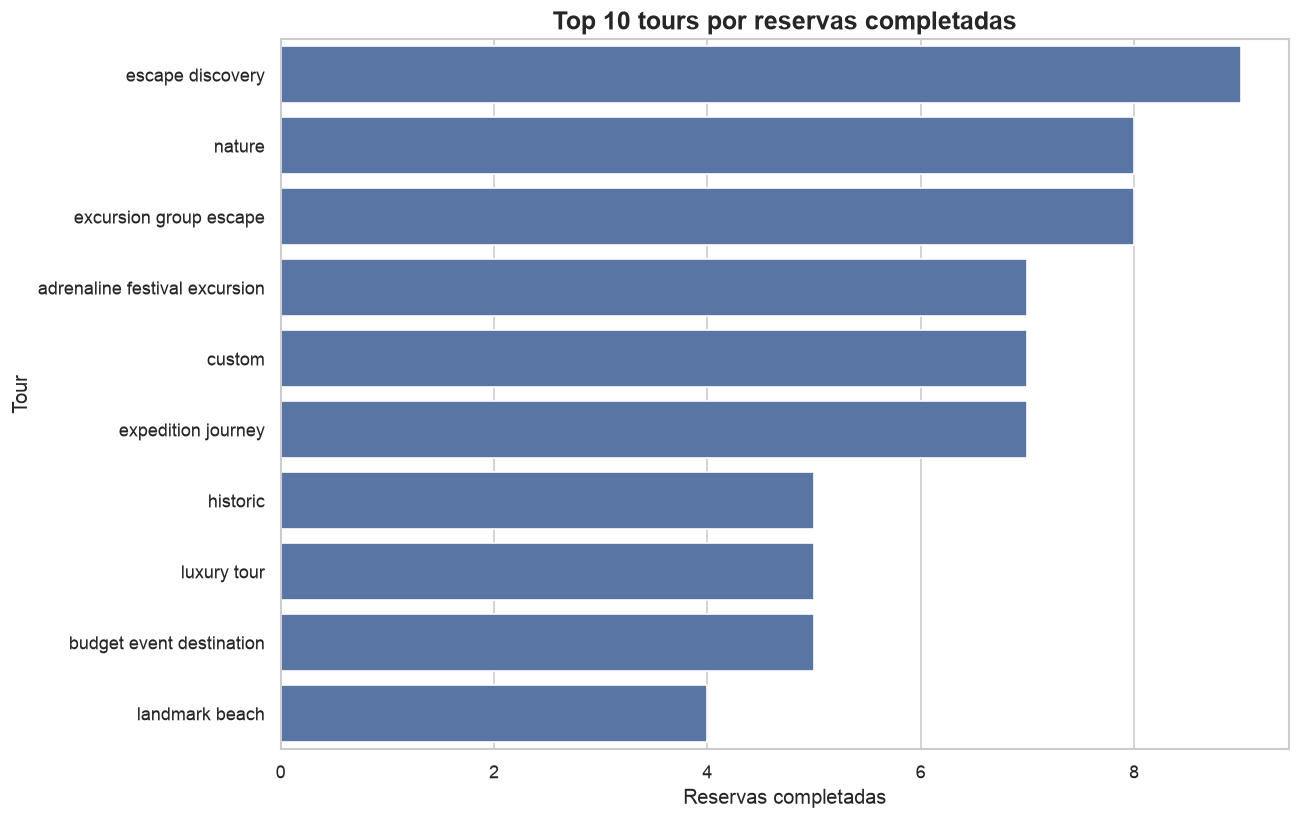 Top 10 tours por reservas completadas
Tour
escape discovery
nature
excursion group escape
adrenaline festival excursion
custom
expedition journey
historic
luxury tour
budget event destination
landmark beach
0 2 4 6 8
Reservas completadas